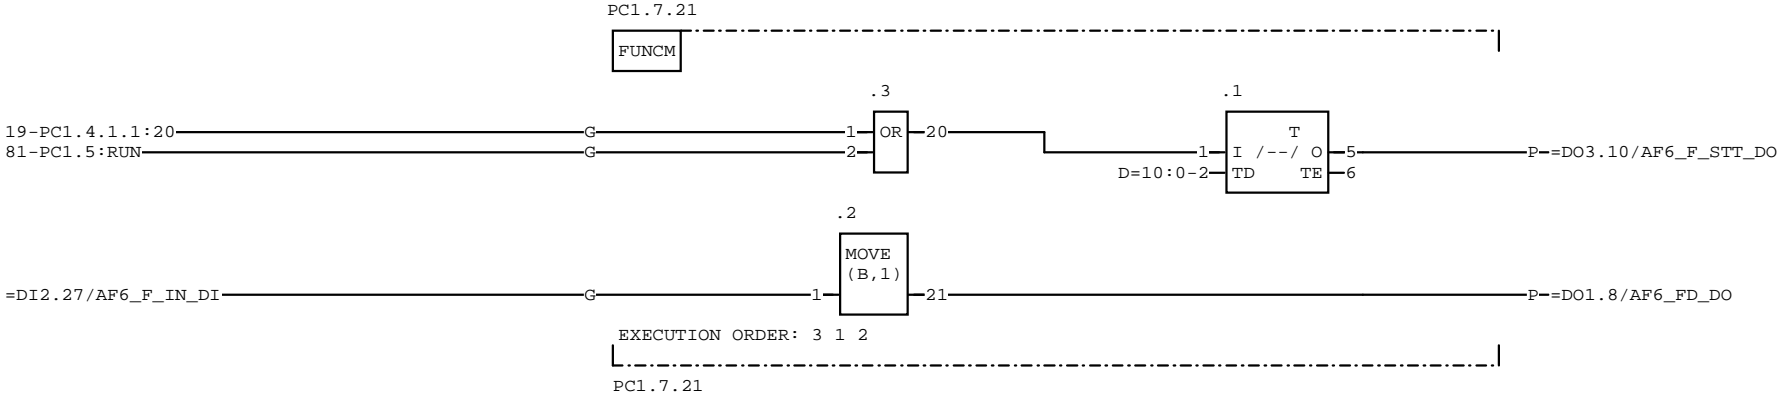 PC1.7.21
FUNCM
.3 .1
19-PC1.4.1.1:20 G 1 OR 20 T
81-PC1.5:RUN G 2 1 I /--/ O 5 P =DO3.10/AF6_F_STT_DO
D=10:0-2 TD TE 6
.2
MOVE
(B,1)
=DI2.27/AF6_F_IN_DI G 1 21 P =DO1.8/AF6_FD_DO
EXECUTION ORDER: 3 1 2
PC1.7.21